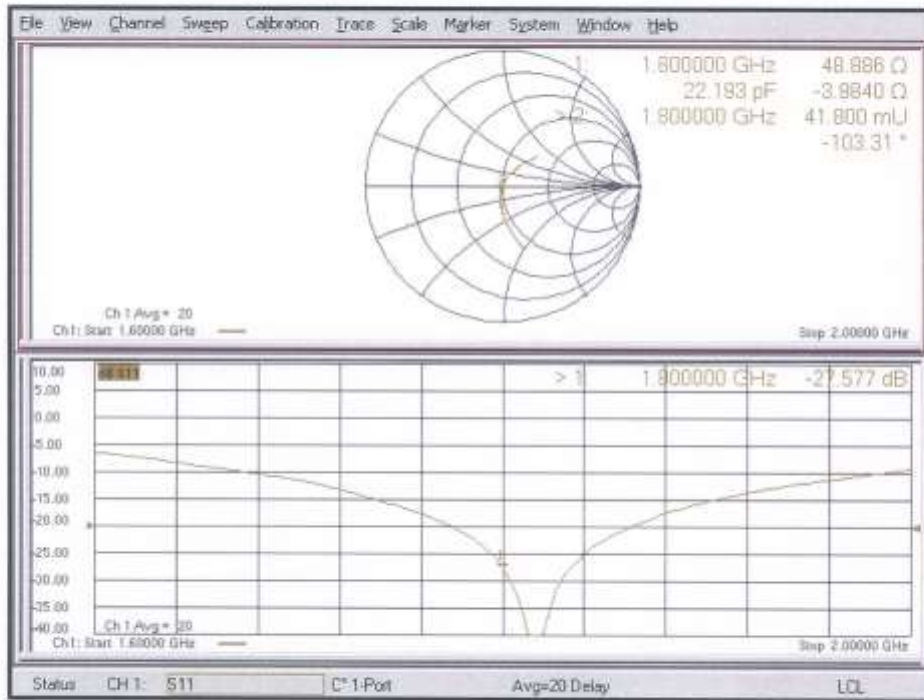 File View Channel Sweep Calibration Trace Scale Marker System Window Help
1: 1.800000 GHz 48.886 Ω
22.193 pF -3.9840 Ω
> 2: 1.800000 GHz 41.800 mU
-103.31 °
Ch 1 Avg = 20
Ch1: Start 1.60000 GHz
Stop 2.00000 GHz
10.00
5.00
0.00
-5.00
-10.00
-15.00
-20.00
-25.00
-30.00
-35.00
-40.00
> 1: 1.800000 GHz -27.577 dB
Ch 1 Avg = 20
Ch1: Start 1.60000 GHz
Stop 2.00000 GHz
Status CH 1: S11 C* 1-Port Avg=20 Delay LCL